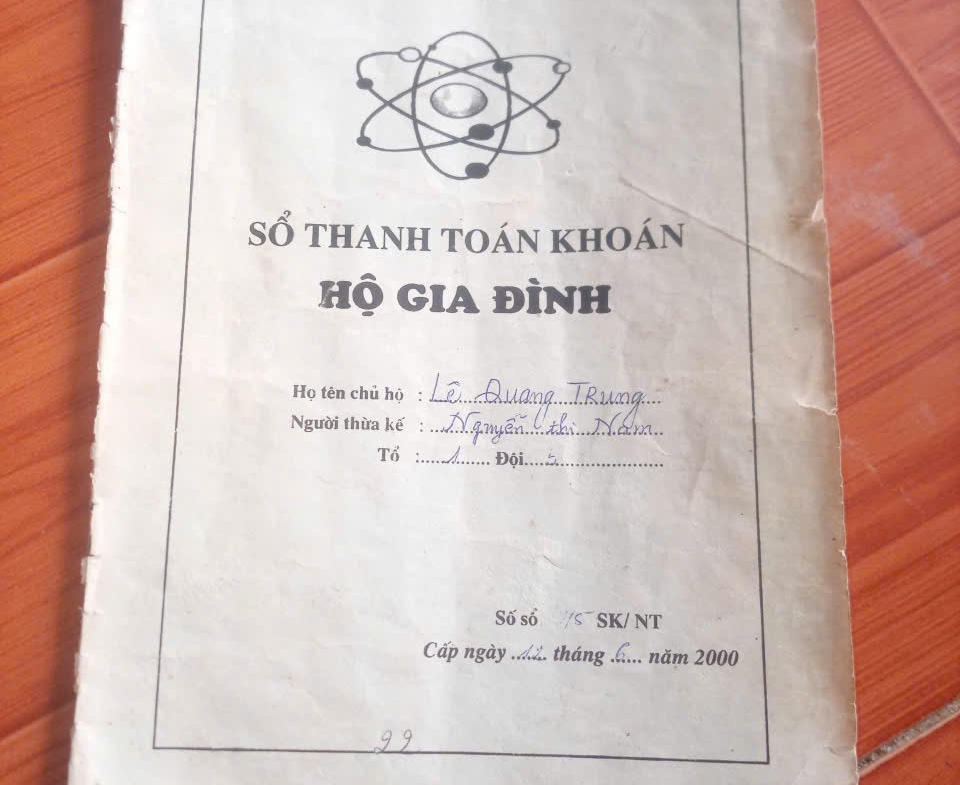 SỔ THANH TOÁN KHOÁN
HỘ GIA ĐÌNH
Họ tên chủ hộ : Lê Quang TRung
Người thừa kế : Nguyễn thị Năm
Tổ : 1 Đội 5
Số sổ 15 SK/ NT
Cấp ngày 12 tháng 6 năm 2000
99